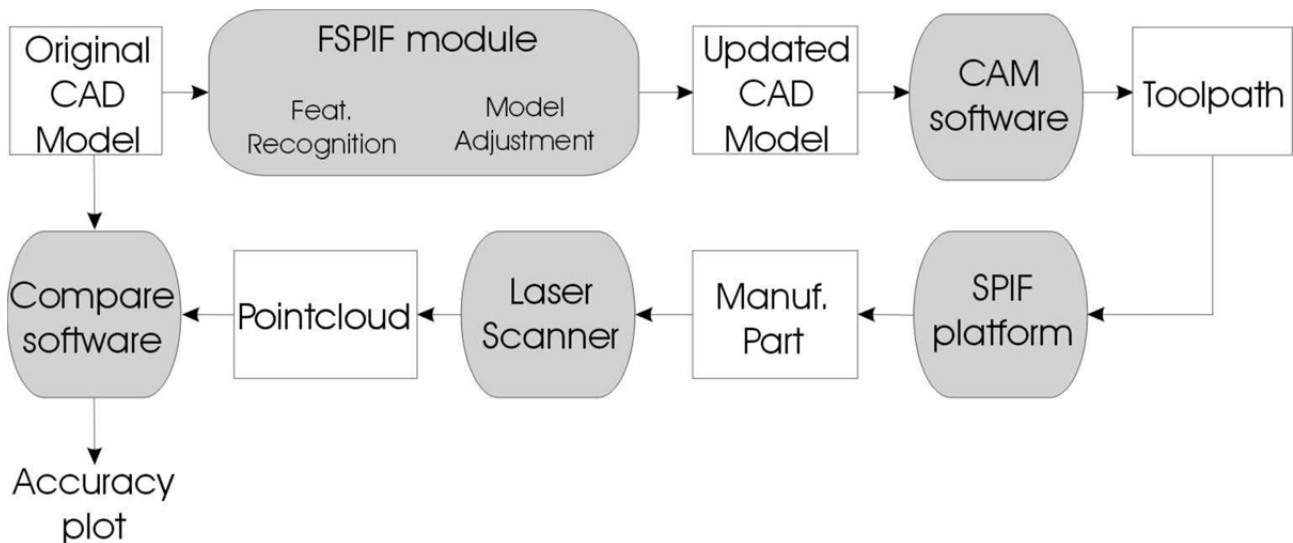 Original
CAD
Model
FSPIF module
Feat.
Recognition
Model
Adjustment
Updated
CAD
Model
CAM
software
Toolpath
Compare
software
Pointcloud
Laser
Scanner
Manuf.
Part
SPIF
platform
Accuracy
plot